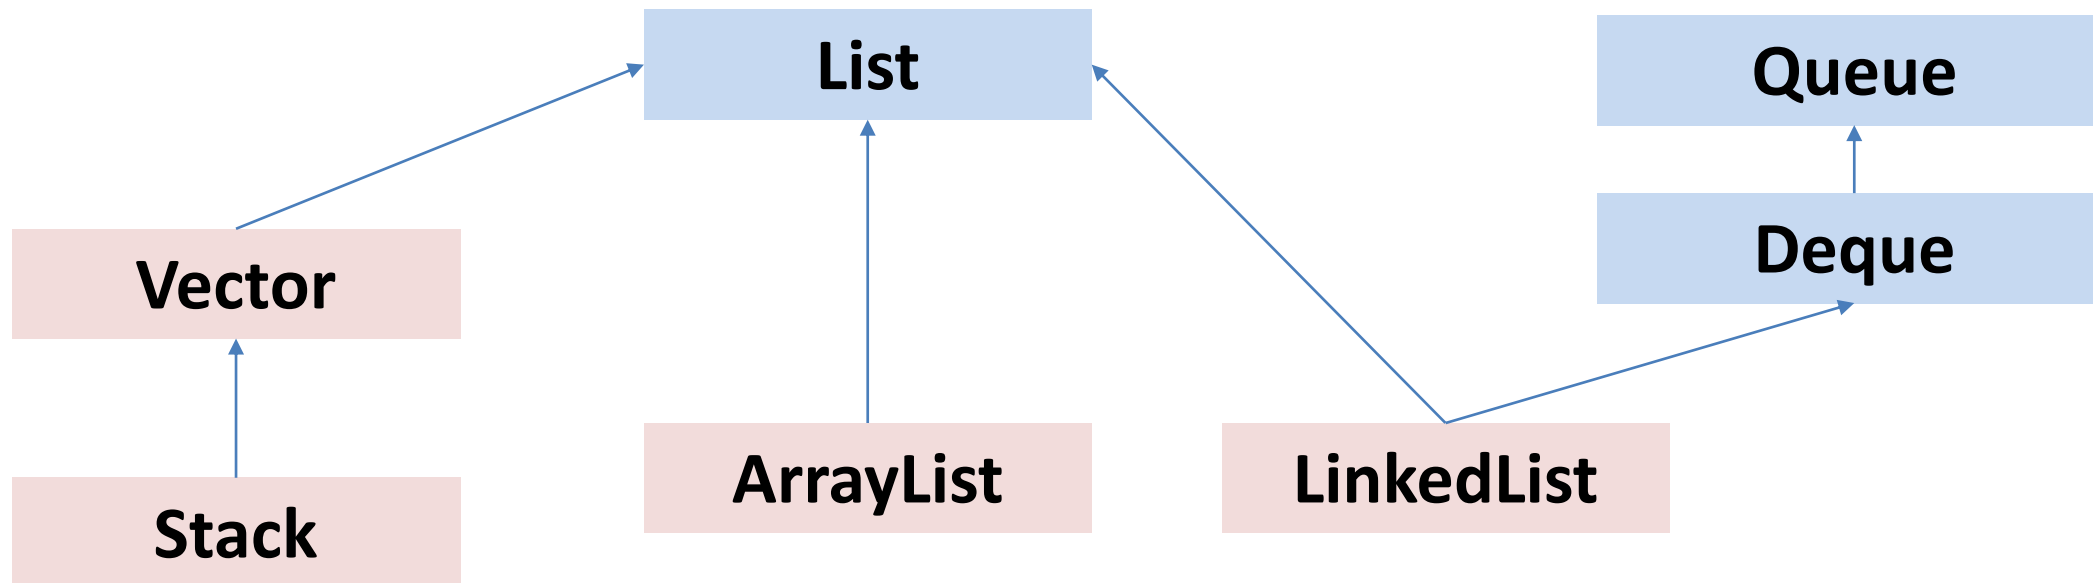 List
Queue
Deque
Vector
ArrayList
LinkedList
Stack